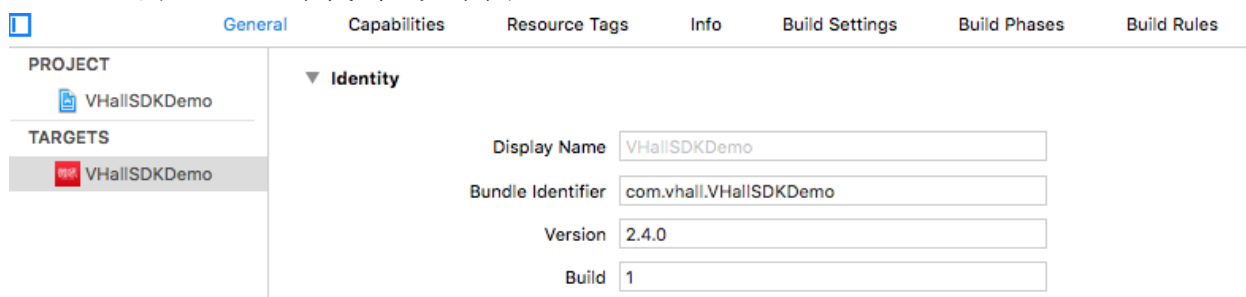 General Capabilities Resource Tags Info Build Settings Build Phases Build Rules
PROJECT
VHallSDKDemo
TARGETS
VHallSDKDemo
Identity
Display Name VHallSDKDemo
Bundle Identifier com.vhall.VHallSDKDemo
Version 2.4.0
Build 1